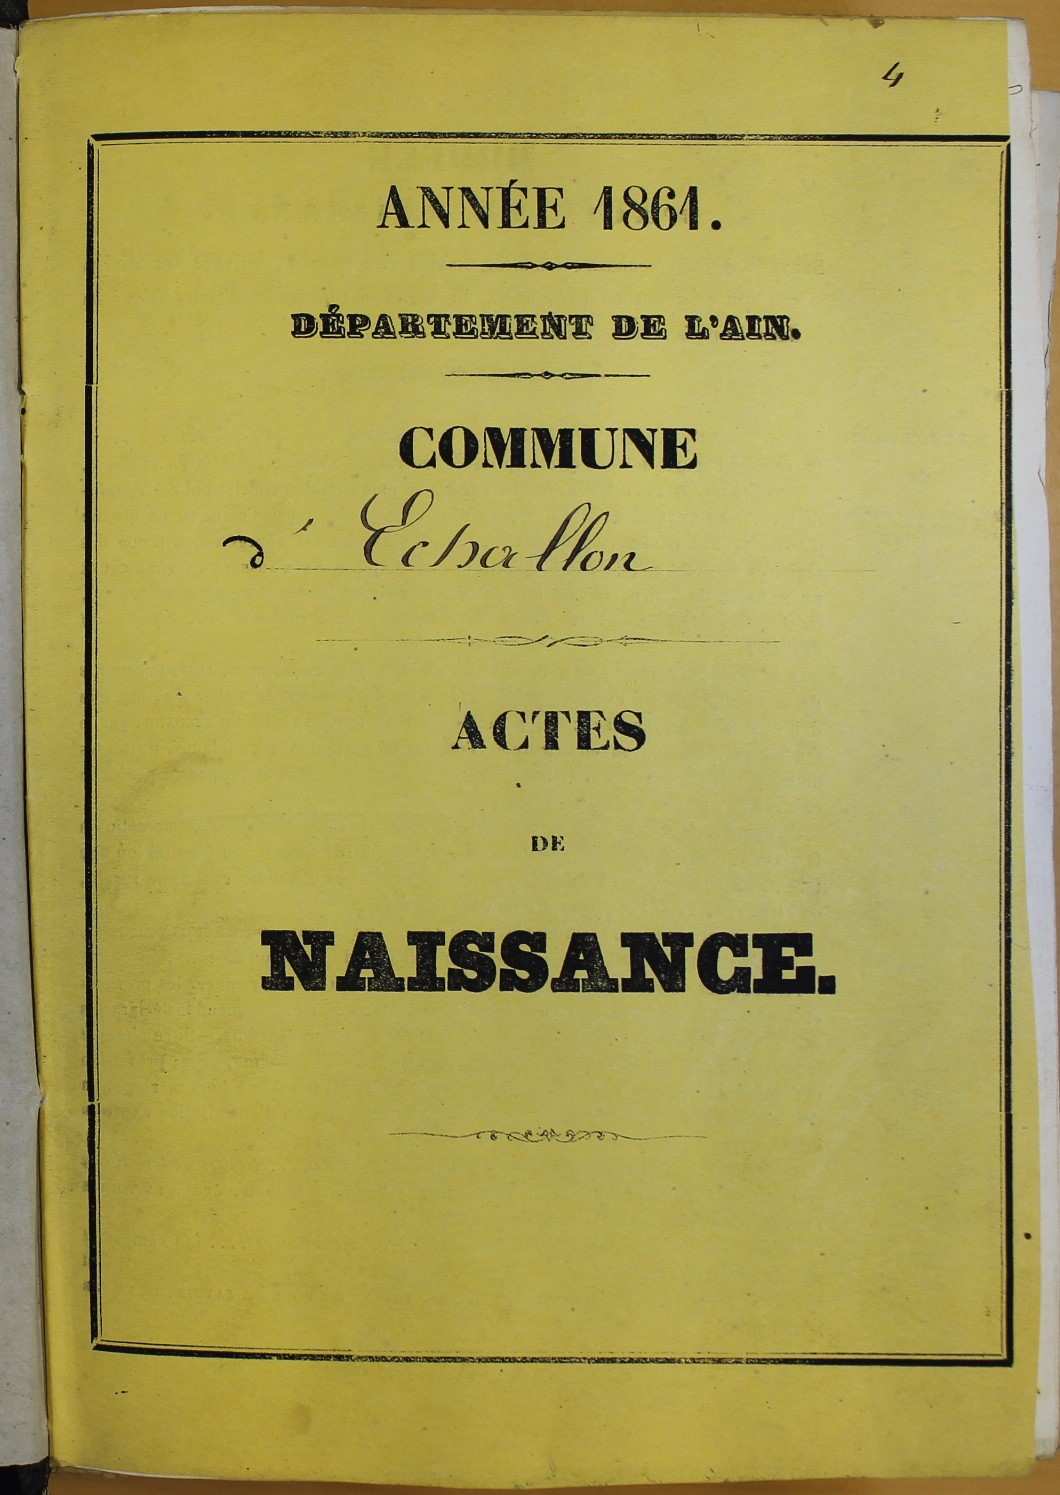 4
ANNÉE 1861.
DÉPARTEMENT DE L'AIN.
COMMUNE
d' Echallon
ACTES
DE
NAISSANCE.